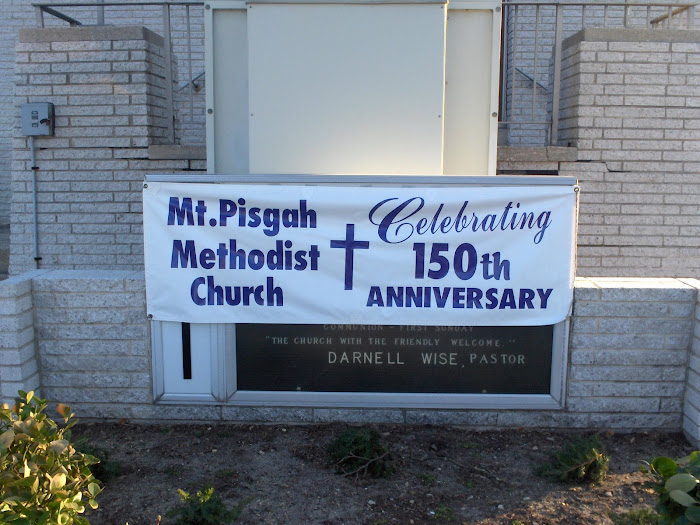 Mt.Pisgah
Methodist
Church
Celebrating
150th
ANNIVERSARY
COMMUNION - FIRST SUNDAY
"THE CHURCH WITH THE FRIENDLY WELCOME"
DARNELL WISE, PASTOR